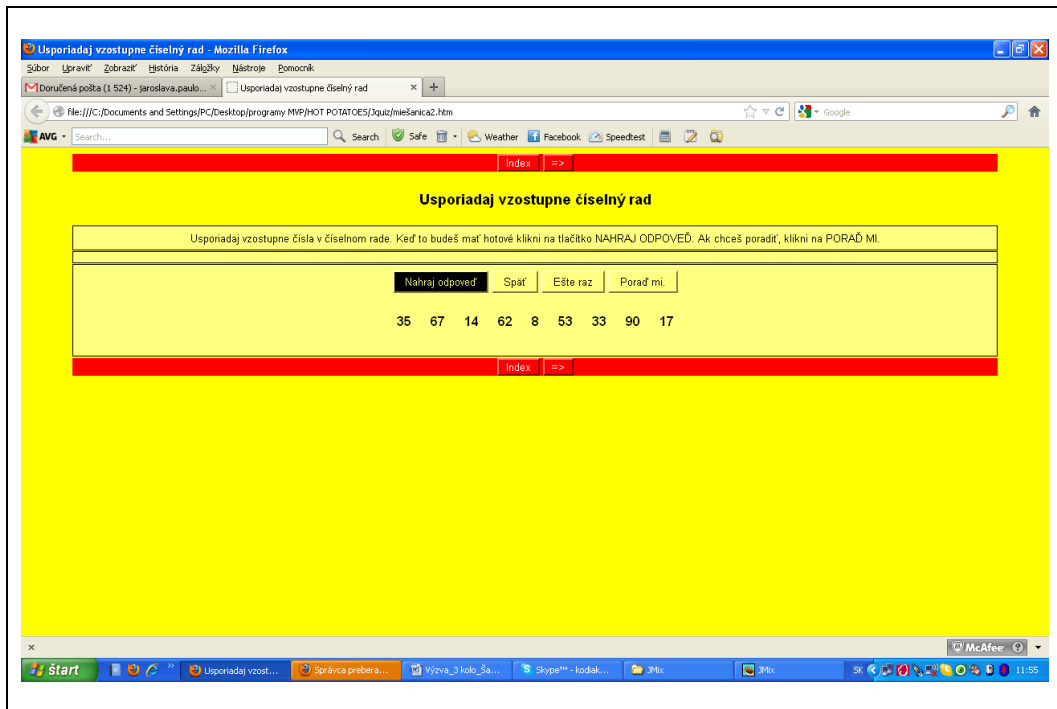 Usporiadaj vzostupne číselný rad - Mozilla Firefox
Súbor Upraviť Zobraziť História Záložky Nástroje Pomocník
Doručená pošta (1 524) - jaroslava.paulo... × Usporiadaj vzostupne číselný rad × +
file:///C:/Documents and Settings/PC/Desktop/programy MVP/HOT POTATOES/Jquiz/miešanica2.htm Google
AVG Search... Search Safe Weather Facebook Speedtest
Index =>
Usporiadaj vzostupne číselný rad
Usporiadaj vzostupne čísla v číselnom rade. Keď to budeš mať hotové klikni na tlačítko NAHRAJ ODPOVEĎ. Ak chceš poradiť, klikni na PORAĎ MI.
Nahraj odpoveď Späť Ešte raz Poraď mi.
35 67 14 62 8 53 33 90 17
Index =>
× McAfee
štart Usporiadaj vzost... Správca prebera... Výzva_3 kolo_Ša... Skype™ - kodiak... JMix JMix SK 11:55